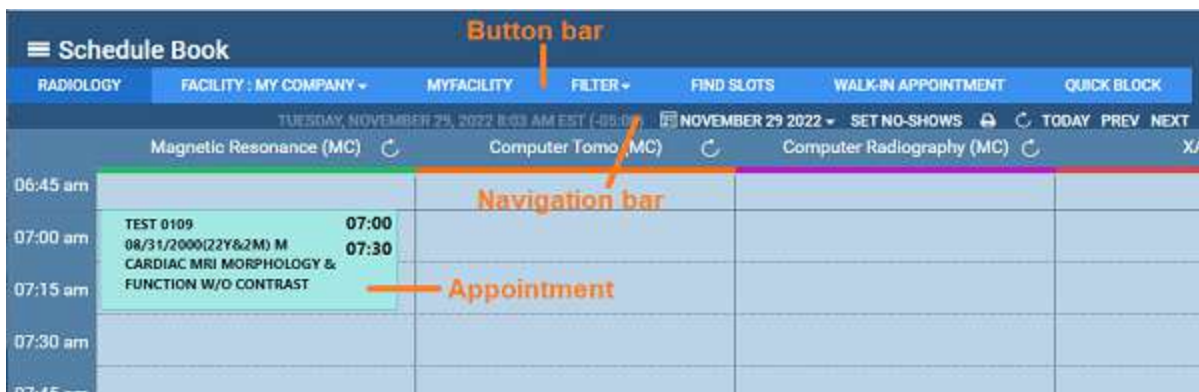 Button bar
Schedule Book
RADIOLOGY FACILITY : MY COMPANY MYFACILITY FILTER FIND SLOTS WALK-IN APPOINTMENT QUICK BLOCK
TUESDAY, NOVEMBER 29, 2022 8:03 AM EST (-05:00) NOVEMBER 29 2022 SET NO-SHOWS TODAY PREV NEXT
Magnetic Resonance (MC) Computer Tomo (MC) Computer Radiography (MC)
06:45 am
Navigation bar
TEST 0109 07:00
07:00 am
08/31/2000(22Y&2M) M 07:30
CARDIAC MRI MORPHOLOGY &
07:15 am FUNCTION W/O CONTRAST
Appointment
07:30 am